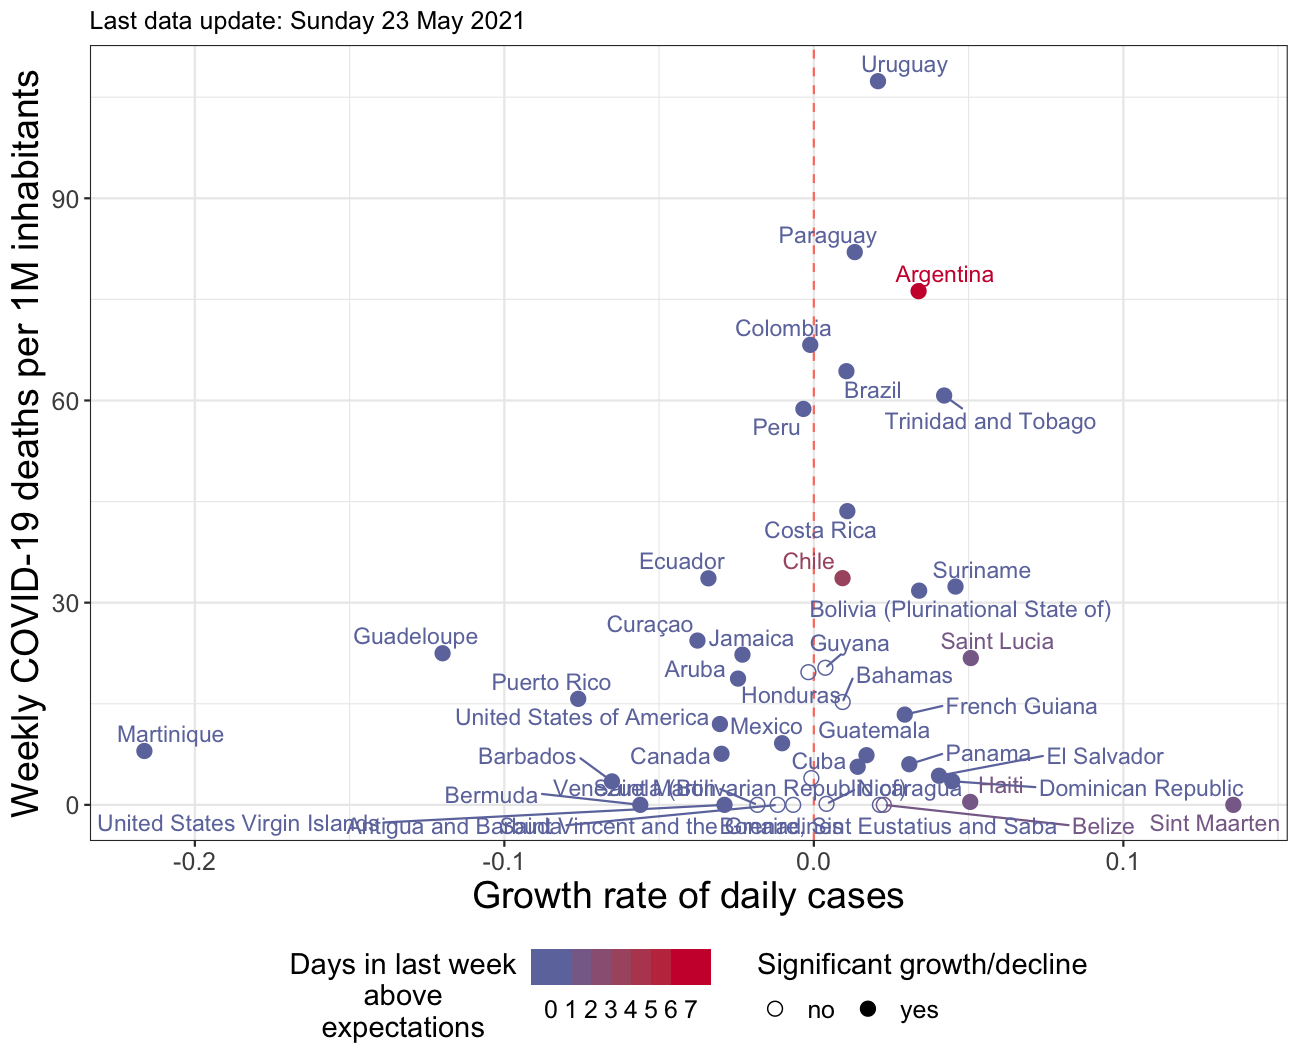 Last data update: Sunday 23 May 2021
Weekly COVID-19 deaths per 1M inhabitants
Uruguay
90
Paraguay
Argentina
Colombia
Brazil
60
Trinidad and Tobago
Peru
Costa Rica
Ecuador
Chile
Suriname
30
Bolivia (Plurinational State of)
Curaçao
Guadeloupe
Jamaica
Guyana
Saint Lucia
Aruba
Bahamas
Puerto Rico
Honduras
French Guiana
United States of America
Mexico
Guatemala
Martinique
Barbados
Canada
Cuba
Panama
El Salvador
Venezuela (Bolivarian Republic of)
Saint Martin
Nicaragua
Haiti
Dominican Republic
Bermuda
0
United States Virgin Islands
Antigua and Barbuda
Saint Vincent and the Grenadines
Bonaire, Sint Eustatius and Saba
Belize
Sint Maarten
-0.2 -0.1 0.0 0.1
Growth rate of daily cases
Days in last week
above
expectations
0 1 2 3 4 5 6 7
Significant growth/decline
no yes